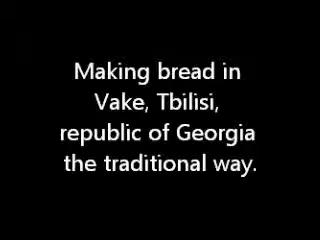 Making bread in
Vake, Tbilisi,
republic of Georgia
the traditional way.